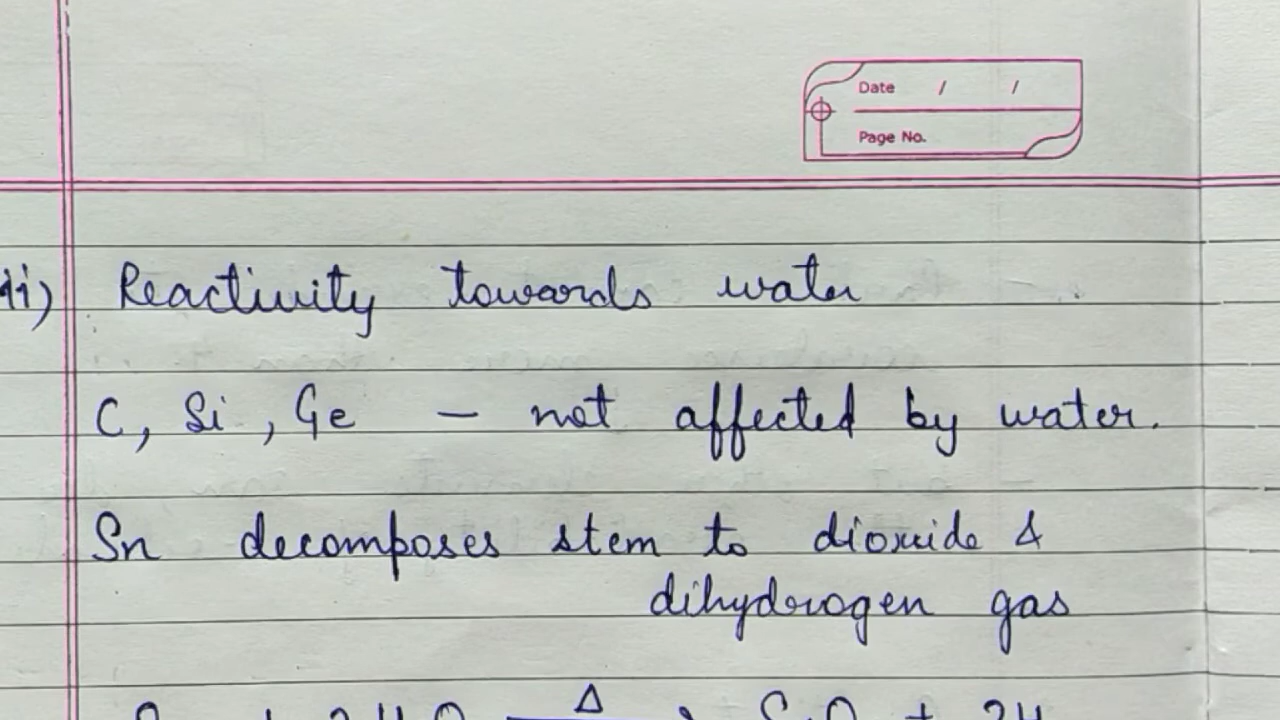 Date / /
Page No.
ii) Reactivity towards water
C, Si, Ge - not affected by water.
Sn decomposes stem to dioxide &
dihydrogen gas
Δ